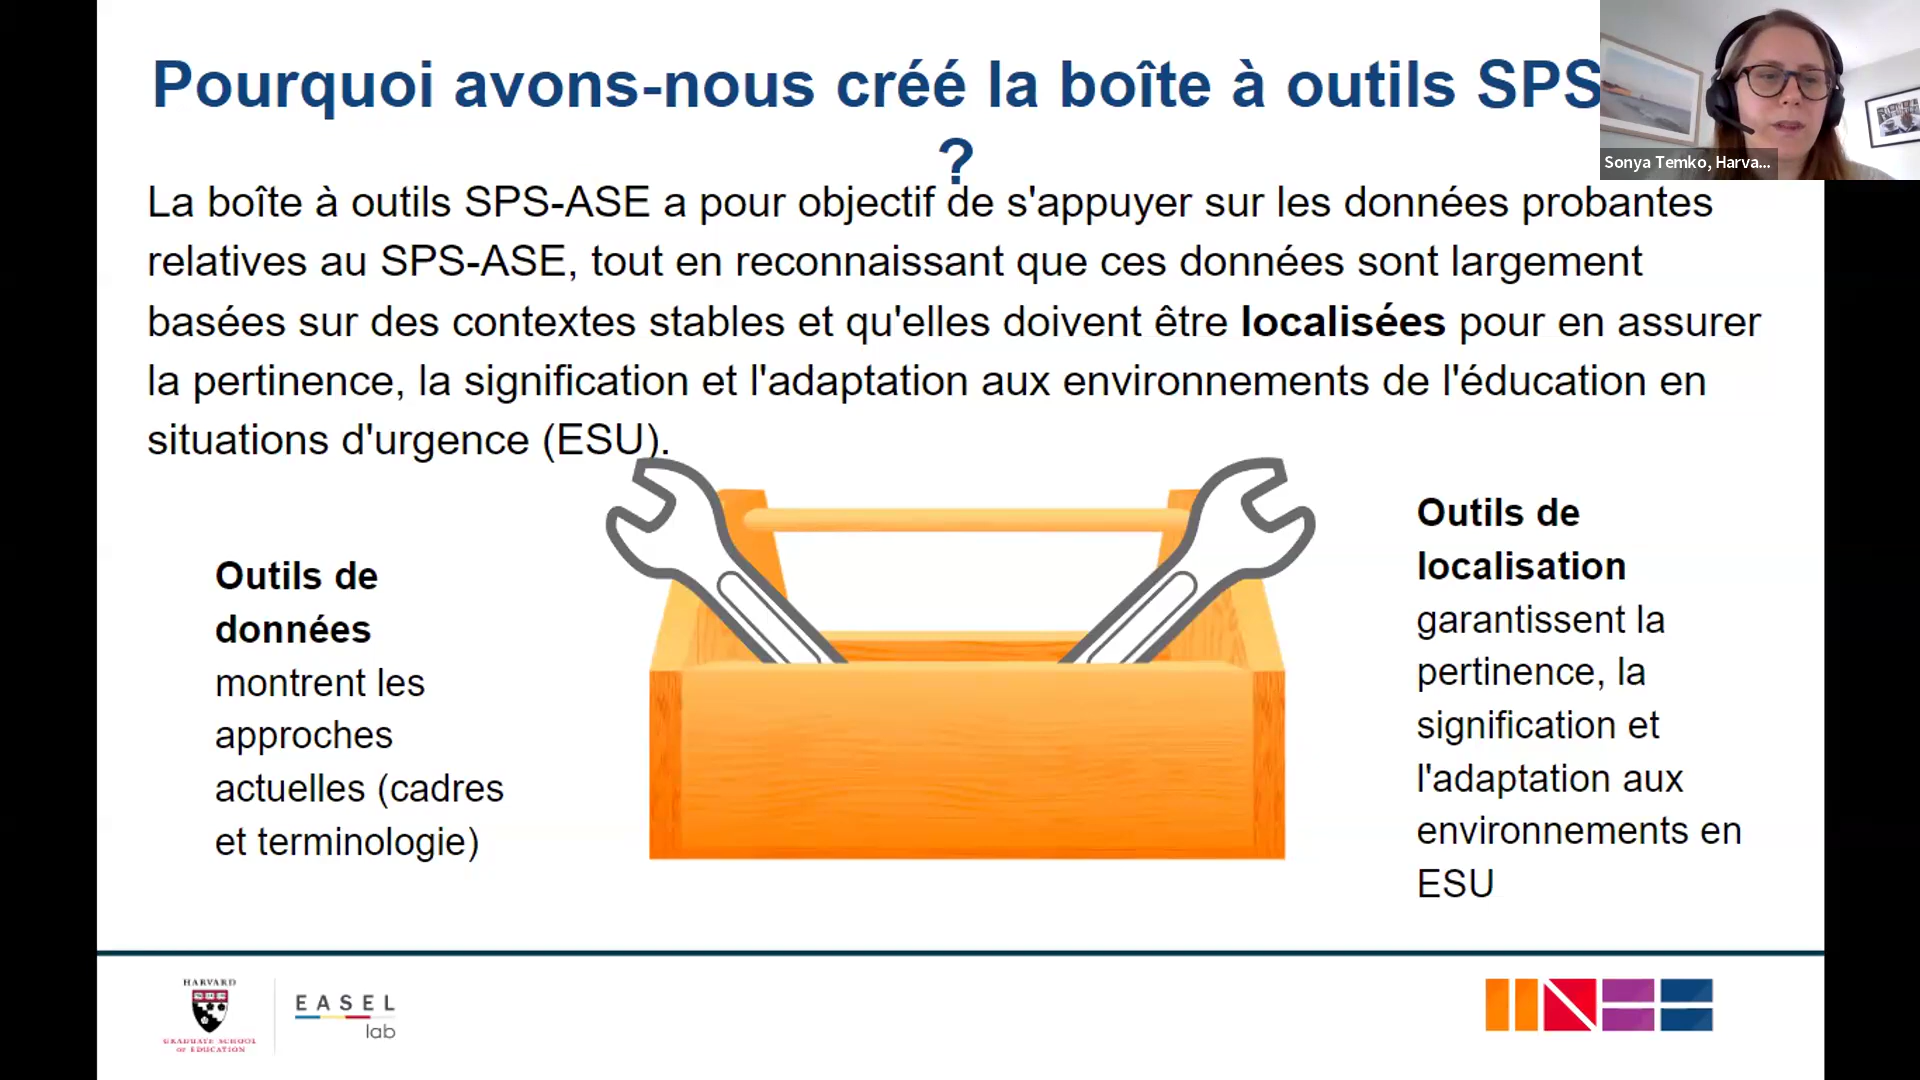 Pourquoi avons-nous créé la boîte à outils SPS
?
Sonya Temko, Harva...
La boîte à outils SPS-ASE a pour objectif de s'appuyer sur les données probantes
relatives au SPS-ASE, tout en reconnaissant que ces données sont largement
basées sur des contextes stables et qu'elles doivent être localisées pour en assurer
la pertinence, la signification et l'adaptation aux environnements de l'éducation en
situations d'urgence (ESU).
Outils de
données
montrent les
approches
actuelles (cadres
et terminologie)
Outils de
localisation
garantissent la
pertinence, la
signification et
l'adaptation aux
environnements en
ESU
HARVARD
GRADUATE SCHOOL
OF EDUCATION
EASEL
lab
INEE